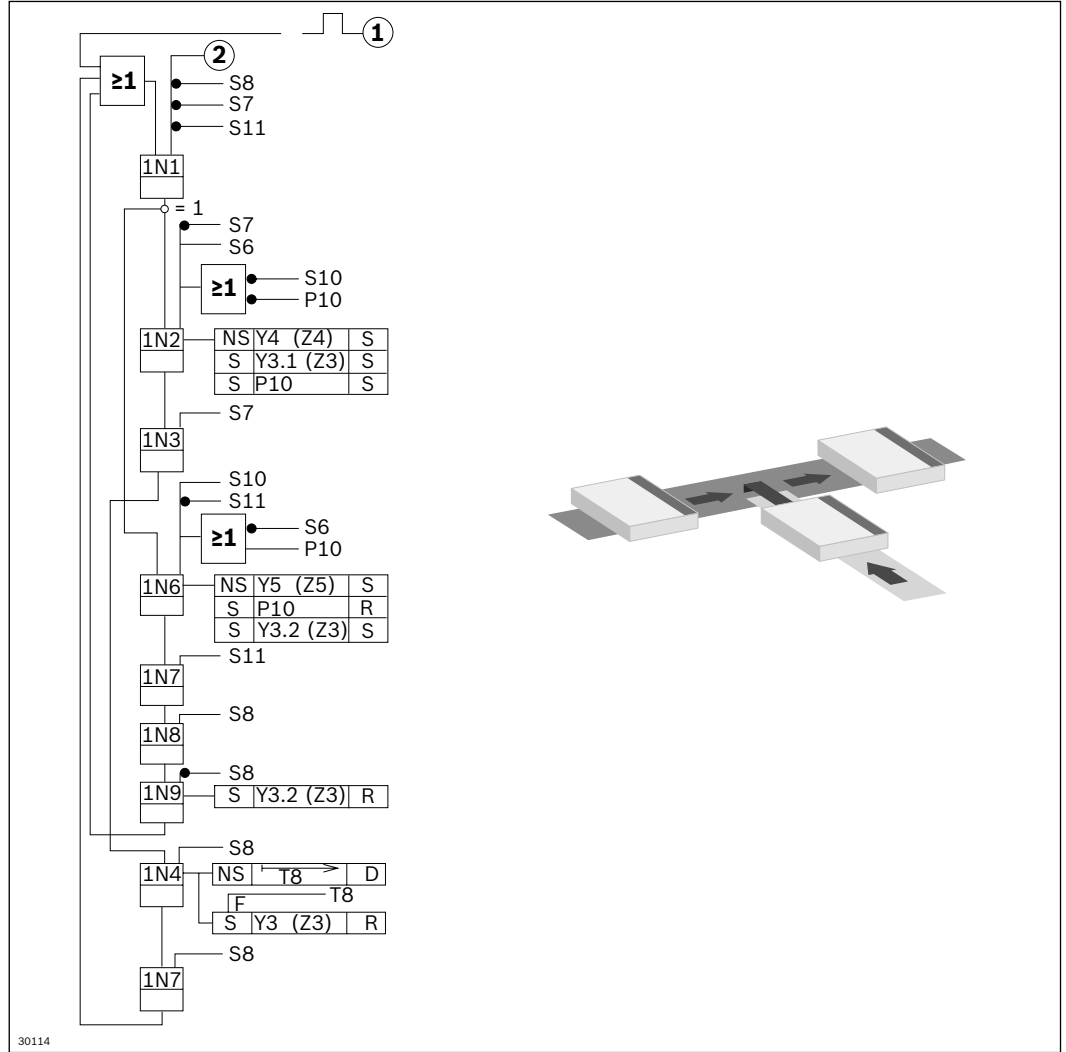 1
2
≥1
S8
S7
S11
1N1
= 1
S7
S6
≥1
S10
P10
1N2
NS Y4 (Z4) S
S Y3.1 (Z3) S
S P10 S
S7
1N3
S10
S11
≥1
S6
P10
1N6
NS Y5 (Z5) S
S P10 R
S Y3.2 (Z3) S
S11
1N7
S8
1N8
S8
1N9
S Y3.2 (Z3) R
S8
1N4
NS T8 D
F T8
S Y3 (Z3) R
S8
1N7
30114